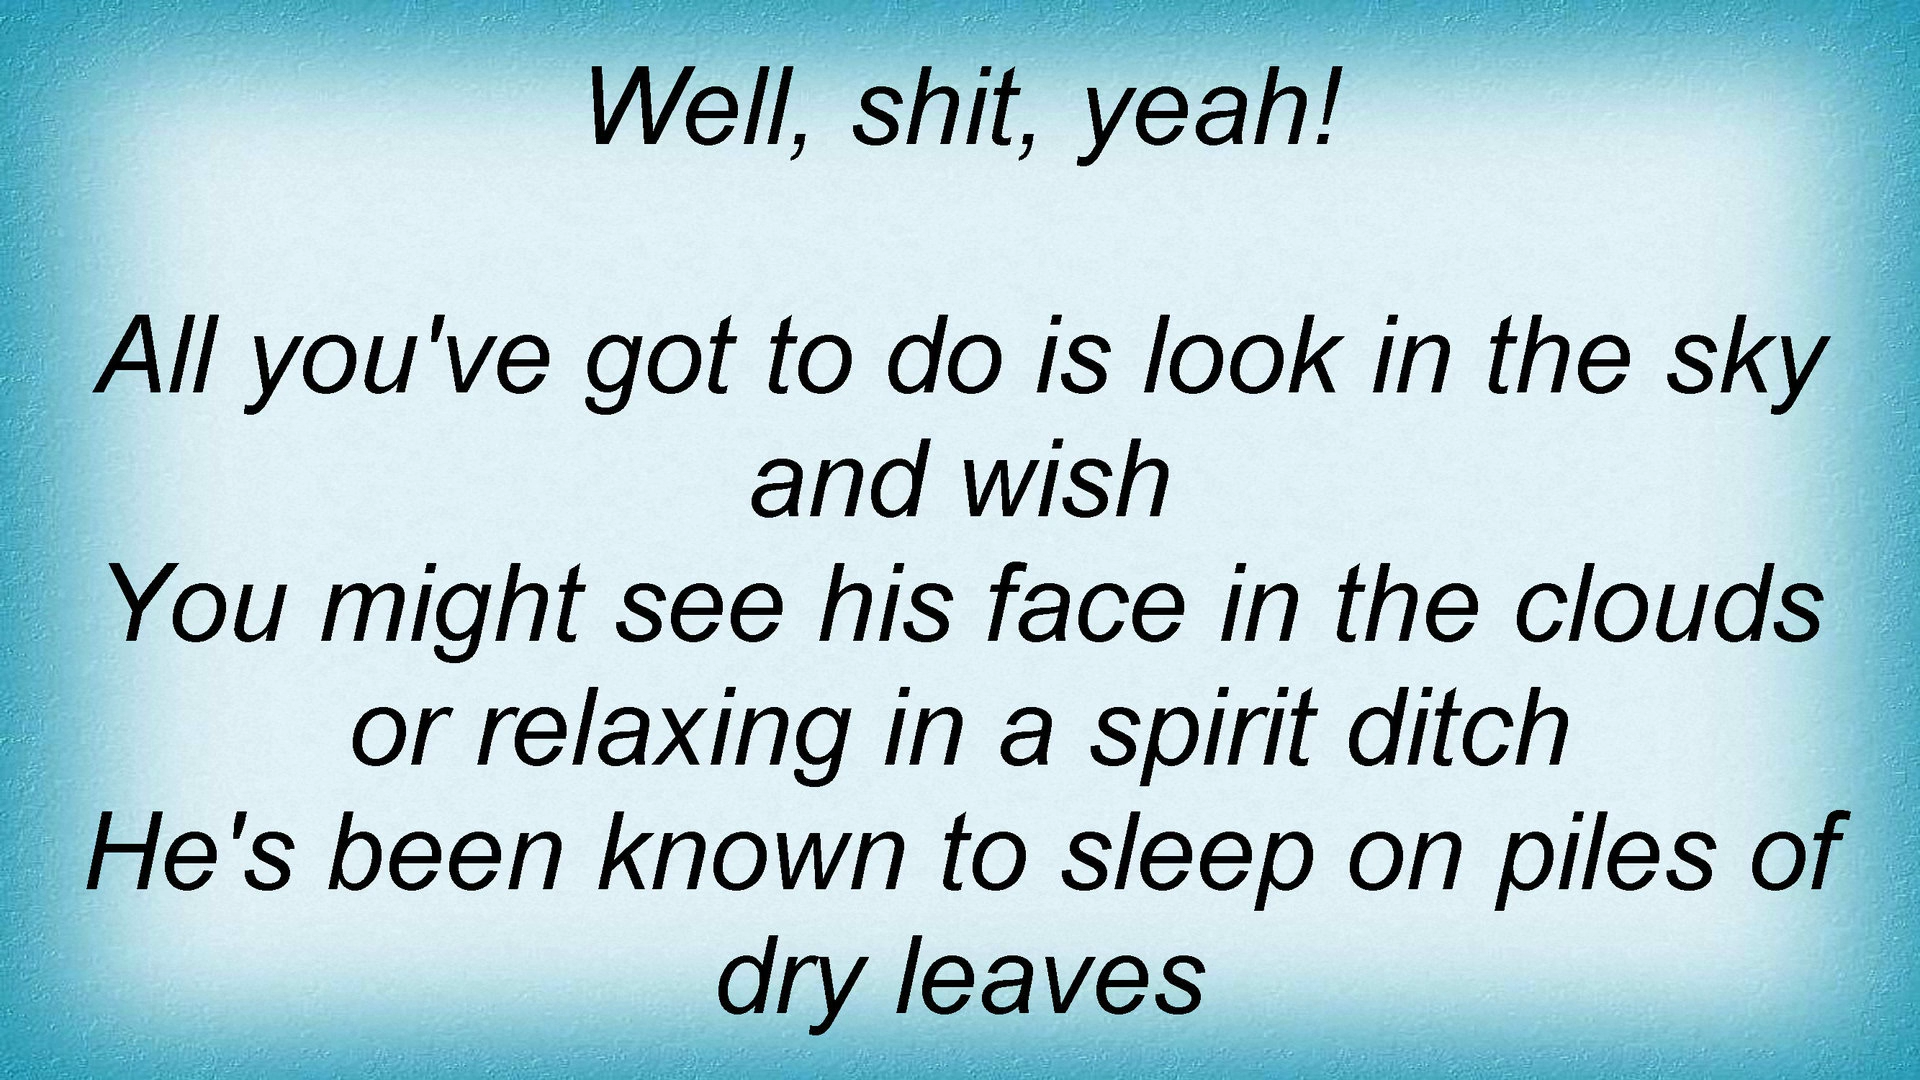 Well, shit, yeah!
All you've got to do is look in the sky
and wish
You might see his face in the clouds
or relaxing in a spirit ditch
He's been known to sleep on piles of
dry leaves